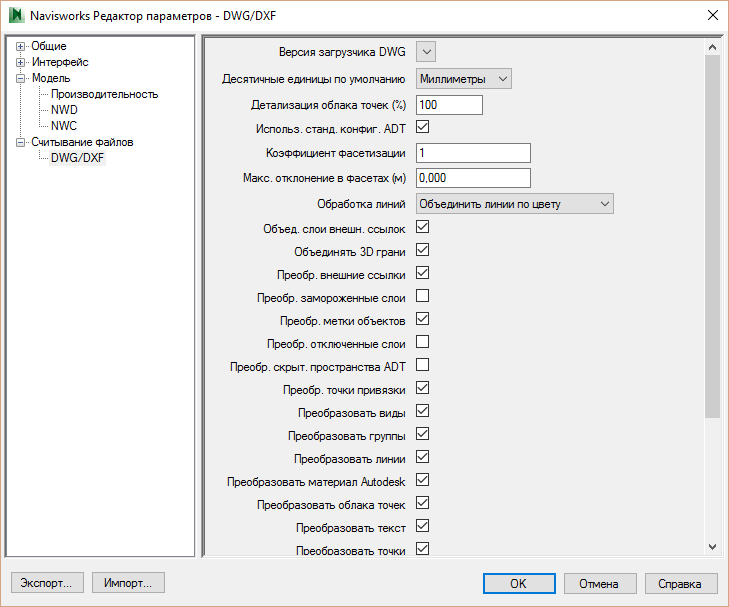 Navisworks Редактор параметров - DWG/DXF
Общие
Интерфейс
Модель
Производительность
NWD
NWC
Считывание файлов
DWG/DXF
Версия загрузчика DWG
Десятичные единицы по умолчанию Миллиметры
Детализация облака точек (%) 100
Использ. станд. конфиг. ADT
Коэффициент фасетизации 1
Макс. отклонение в фасетах (м) 0,000
Обработка линий Объединить линии по цвету
Объед. слои внешн. ссылок
Объединять 3D грани
Преобр. внешние ссылки
Преобр. замороженные слои
Преобр. метки объектов
Преобр. отключенные слои
Преобр. скрыт. пространства ADT
Преобр. точки привязки
Преобразовать виды
Преобразовать группы
Преобразовать линии
Преобразовать материал Autodesk
Преобразовать облака точек
Преобразовать текст
Преобразовать точки
Экспорт... Импорт... OK Отмена Справка